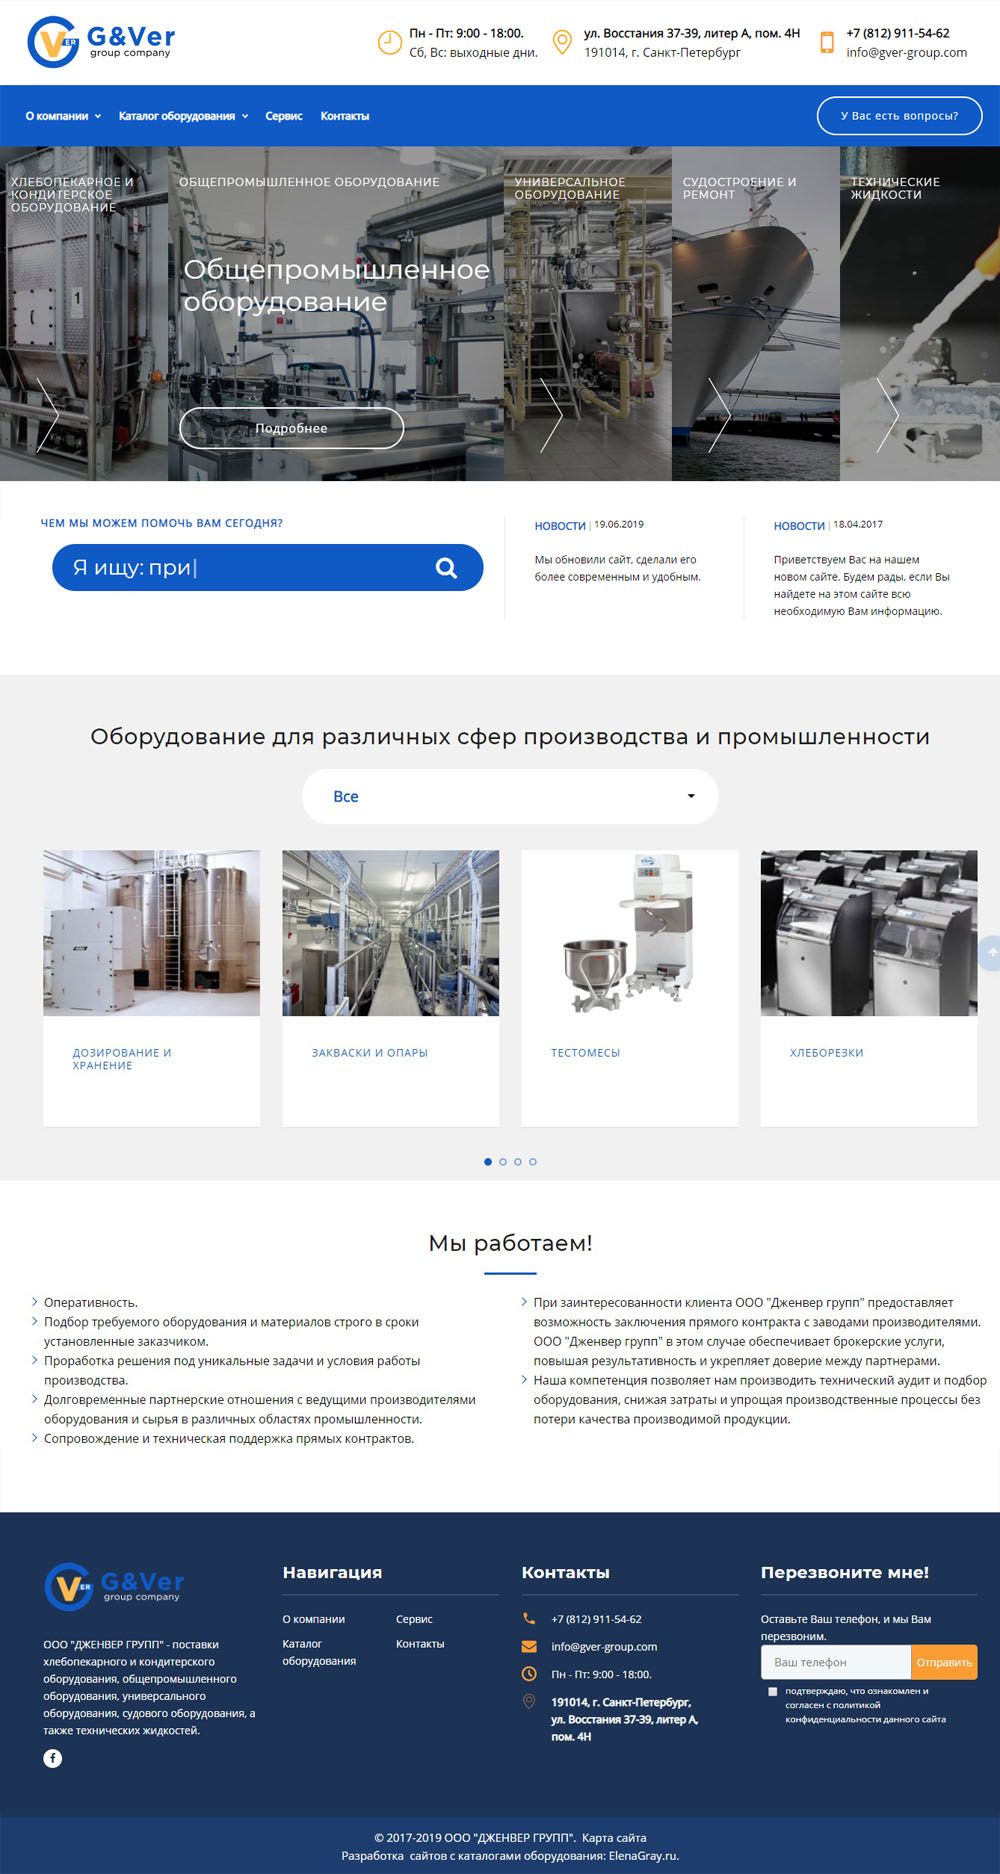 G&Ver
group company
VER
Пн - Пт: 9:00 - 18:00.
Сб, Вс: выходные дни.
ул. Восстания 37-39, литер А, пом. 4Н
191014, г. Санкт-Петербург
+7 (812) 911-54-62
info@gver-group.com
О компании
Каталог оборудования
Сервис
Контакты
У Вас есть вопросы?
ХЛЕБОПЕКАРНОЕ И
КОНДИТЕРСКОЕ
ОБОРУДОВАНИЕ
1
ОБЩЕПРОМЫШЛЕННОЕ ОБОРУДОВАНИЕ
Общепромышленное
оборудование
Подробнее
УНИВЕРСАЛЬНОЕ
ОБОРУДОВАНИЕ
СУДОСТРОЕНИЕ И
РЕМОНТ
ТЕХНИЧЕСКИЕ
ЖИДКОСТИ
ЧЕМ МЫ МОЖЕМ ПОМОЧЬ ВАМ СЕГОДНЯ?
Я ищу: при|
НОВОСТИ | 19.06.2019
Мы обновили сайт, сделали его
более современным и удобным.
НОВОСТИ | 18.04.2017
Приветствуем Вас на нашем
новом сайте. Будем рады, если Вы
найдете на этом сайте всю
необходимую Вам информацию.
Оборудование для различных сфер производства и промышленности
Все
ДОЗИРОВАНИЕ И
ХРАНЕНИЕ
ЗАКВАСКИ И ОПАРЫ
ТЕСТОМЕСЫ
ХЛЕБОРЕЗКИ
Мы работаем!
Оперативность.
Подбор требуемого оборудования и материалов строго в сроки
установленные заказчиком.
Проработка решения под уникальные задачи и условия работы
производства.
Долговременные партнерские отношения с ведущими производителями
оборудования и сырья в различных областях промышленности.
Сопровождение и техническая поддержка прямых контрактов.
При заинтересованности клиента ООО "Дженвер групп" предоставляет
возможность заключения прямого контракта с заводами производителями.
ООО "Дженвер групп" в этом случае обеспечивает брокерские услуги,
повышая результативность и укрепляет доверие между партнерами.
Наша компетенция позволяет нам производить технический аудит и подбор
оборудования, снижая затраты и упрощая производственные процессы без
потери качества производимой продукции.
VER
G&Ver
group company
ООО "ДЖЕНВЕР ГРУПП" - поставки
хлебопекарного и кондитерского
оборудования, общепромышленного
оборудования, универсального
оборудования, судового оборудования, а
также технических жидкостей.
Навигация
О компании
Сервис
Каталог
оборудования
Контакты
Контакты
+7 (812) 911-54-62
info@gver-group.com
Пн - Пт: 9:00 - 18:00.
191014, г. Санкт-Петербург,
ул. Восстания 37-39, литер А,
пом. 4Н
Перезвоните мне!
Оставьте Ваш телефон, и мы Вам
перезвоним.
Ваш телефон
Отправить
подтверждаю, что ознакомлен и
согласен с политикой
конфиденциальности данного сайта
© 2017-2019 ООО "ДЖЕНВЕР ГРУПП". Карта сайта
Разработка сайтов с каталогами оборудования: ElenaGray.ru.